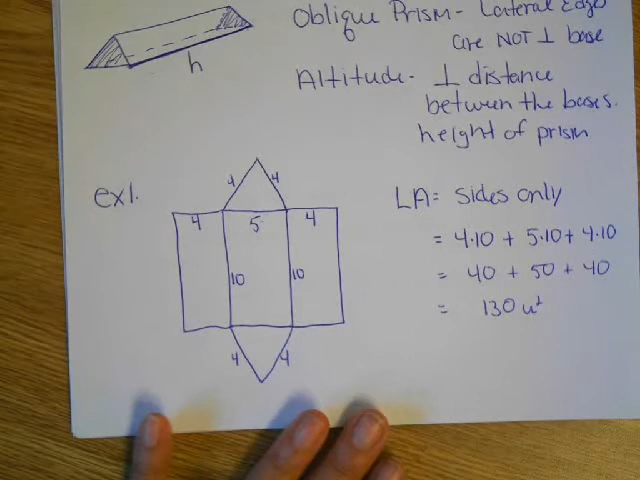 Oblique Prism - Lateral Edge
are NOT ⊥ base
h
Altitude - ⊥ distance
between the bases.
height of prism
ex1.
4 4
4 5 4
10 10
4 4
LA = sides only
= 4·10 + 5·10 + 4·10
= 40 + 50 + 40
= 130 u²